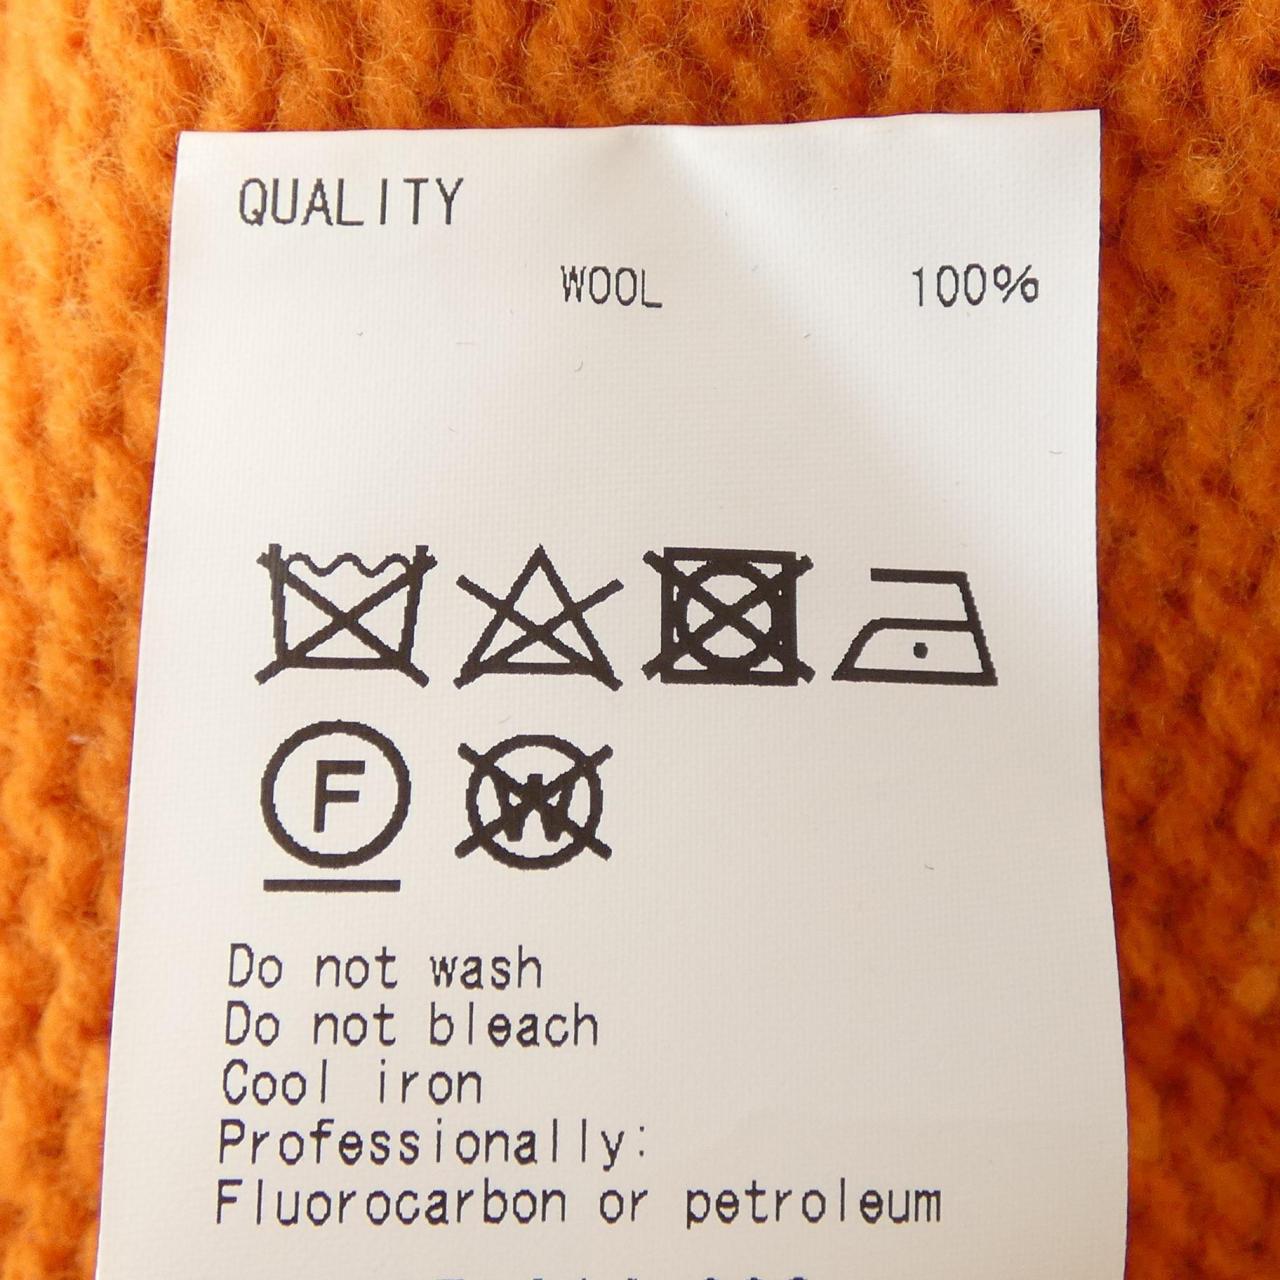 QUALITY
WOOL 100%
F
W
Do not wash
Do not bleach
Cool iron
Professionally:
Fluorocarbon or petroleum